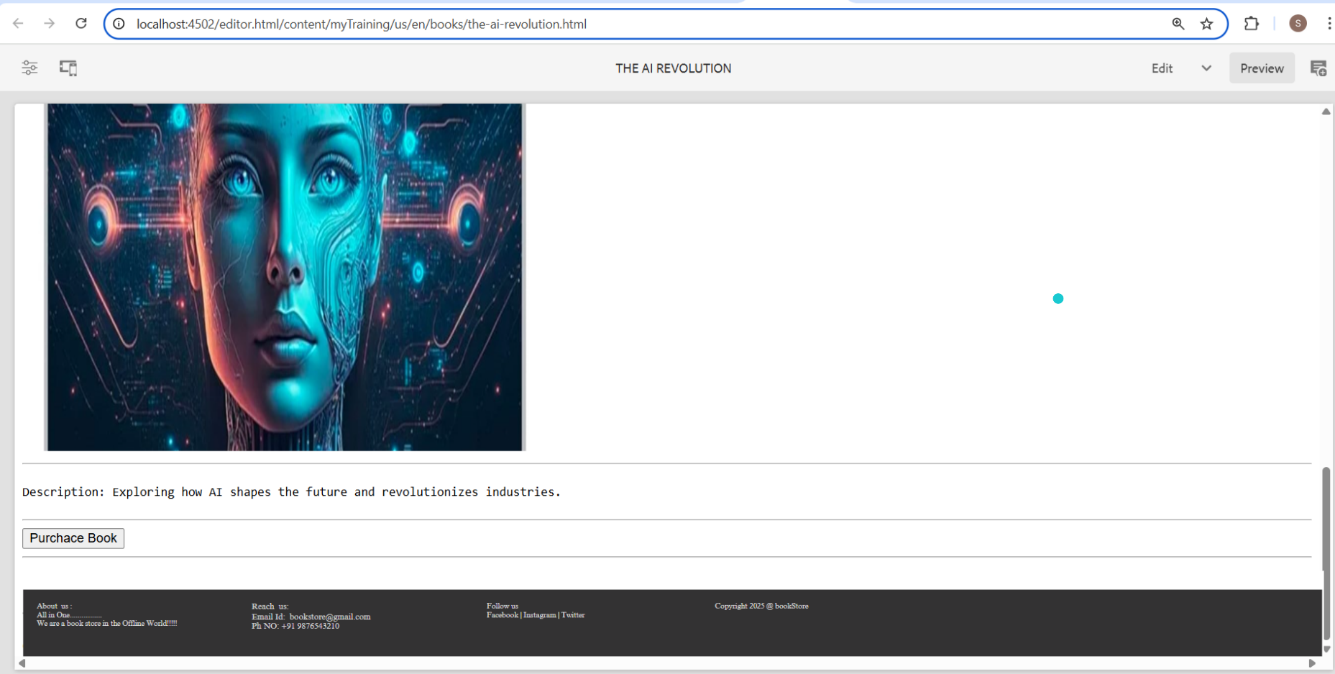 localhost:4502/editor.html/content/myTraining/us/en/books/the-ai-revolution.html
S
THE AI REVOLUTION
Edit
Preview
Description: Exploring how AI shapes the future and revolutionizes industries.
Purchace Book
About us :
All in One..................
We are a book store in the Offline World!!!!!
Reach us:
Email Id: bookstore@gmail.com
Ph NO: +91 9876543210
Follow us
Facebook | Instagram | Twitter
Copyright 2025 @ bookStore